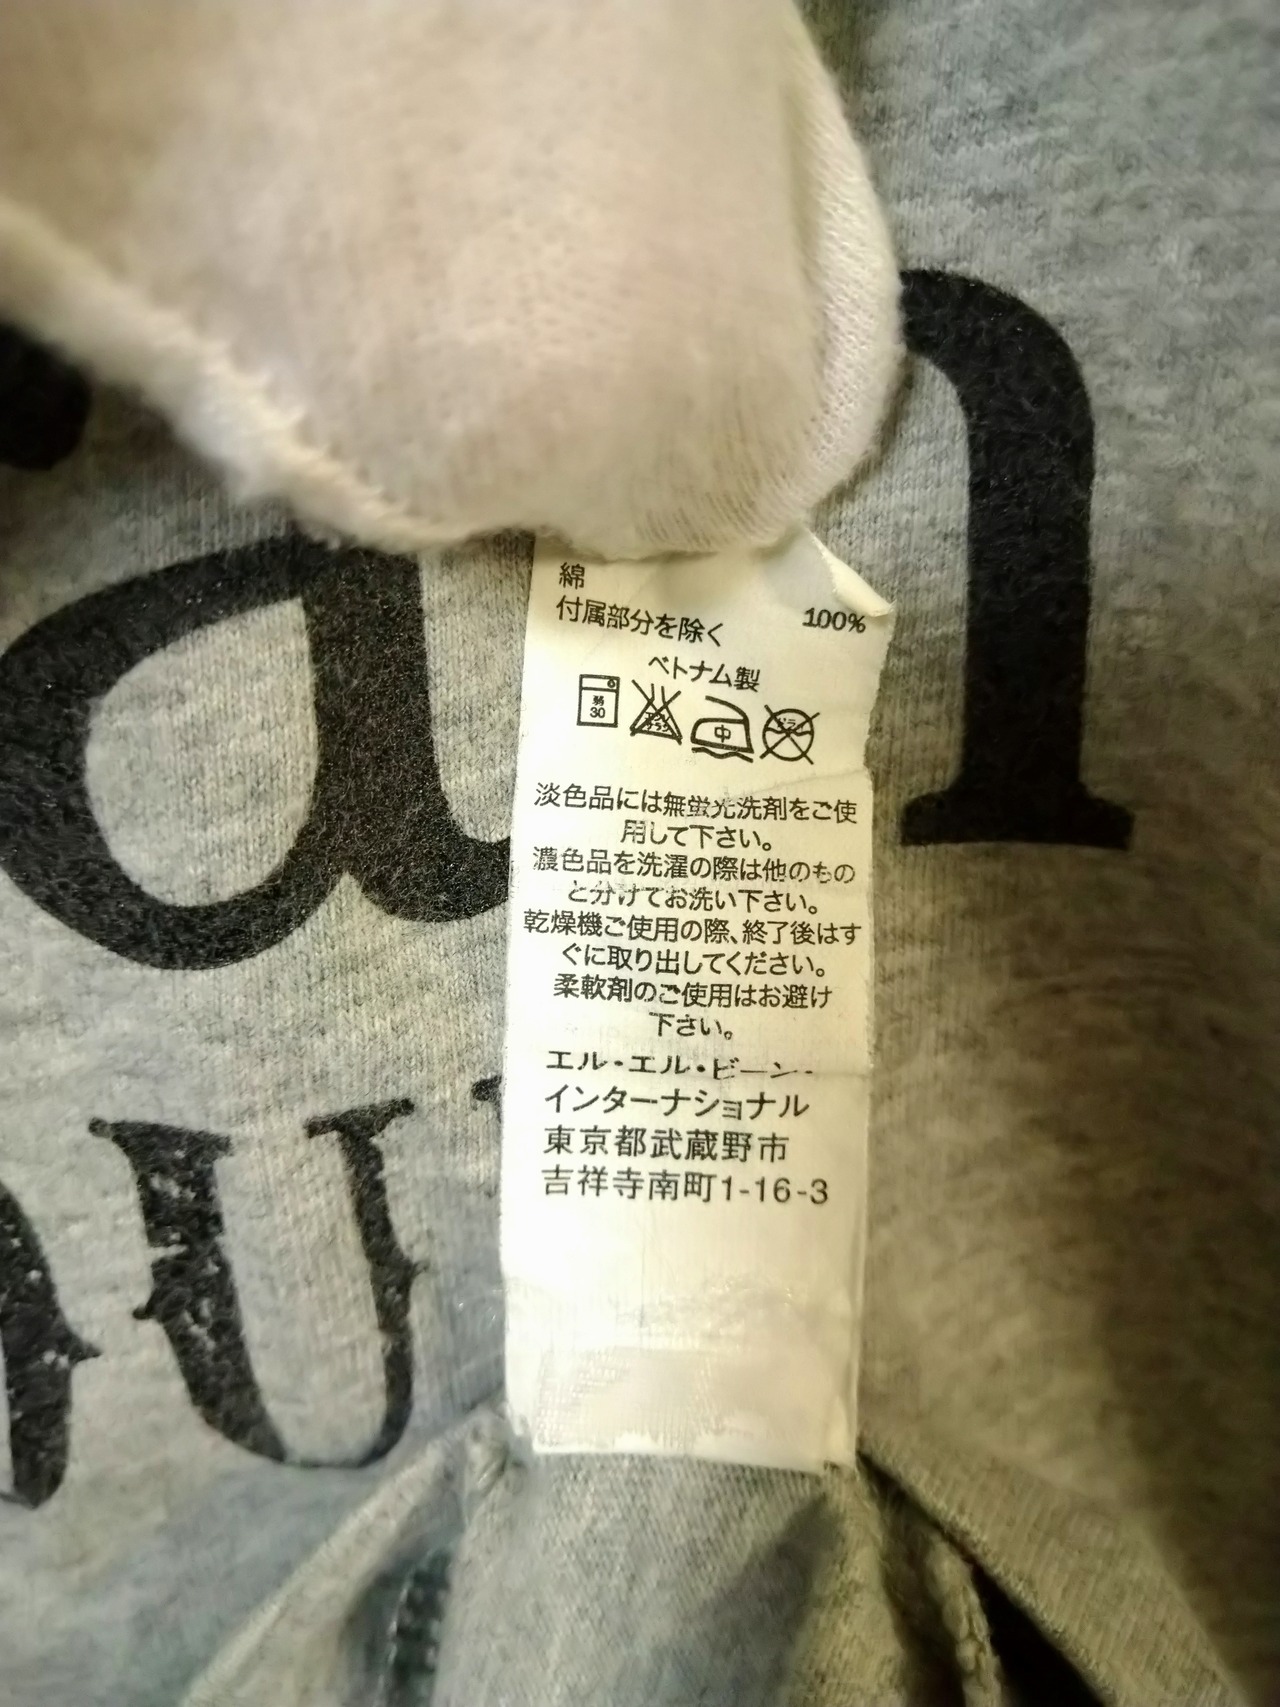 綿
100%
付属部分を除く
ベトナム製
弱
30
中
淡色品には無蛍光洗剤をご使
用して下さい。
濃色品を洗濯の際は他のもの
と分けてお洗い下さい。
乾燥機ご使用の際、終了後はす
ぐに取り出してください。
柔軟剤のご使用はお避け
下さい。
エル・エル・ビーン・
インターナショナル
東京都武蔵野市
吉祥寺南町1-16-3